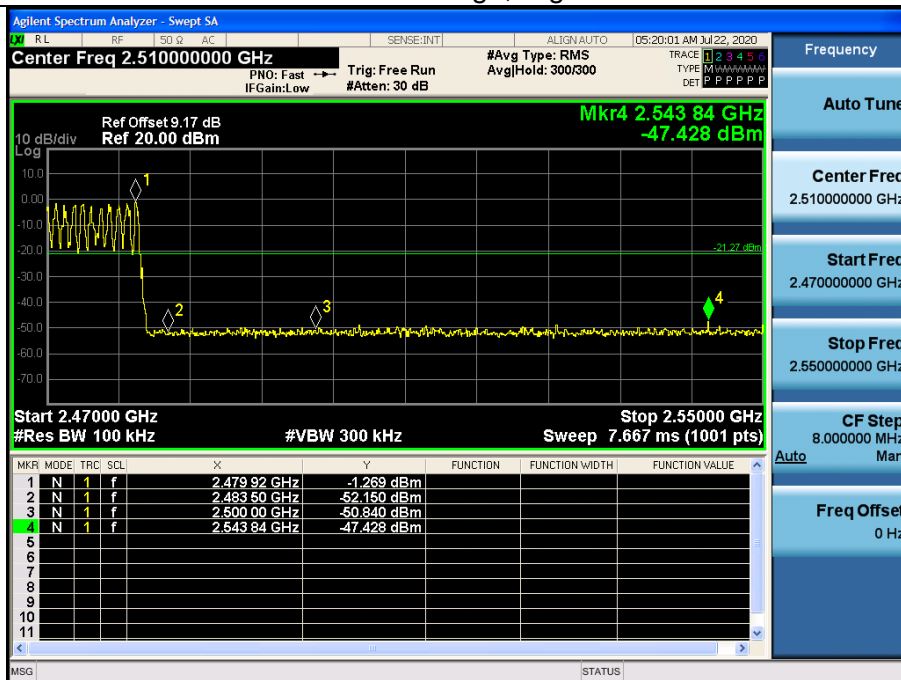 Agilent Spectrum Analyzer - Swept SA
LXI RL RF 50 Ω AC SENSE:INT ALIGN AUTO 05:20:01 AM Jul 22, 2020
Center Freq 2.510000000 GHz
PNO: Fast
IFGain:Low
Trig: Free Run
#Atten: 30 dB
#Avg Type: RMS
Avg|Hold: 300/300
TRACE 1 2 3 4 5 6
TYPE M W W W W W
DET P P P P P P
Frequency
Auto Tune
Center Freq
2.510000000 GHz
Start Freq
2.470000000 GHz
Stop Freq
2.550000000 GHz
CF Step
8.000000 MHz
Auto Man
Freq Offset
0 Hz
Mkr4 2.543 84 GHz
-47.428 dBm
Ref Offset 9.17 dB
10 dB/div Ref 20.00 dBm
Log
10.0
0.00
-10.0
-20.0
-30.0
-40.0
-50.0
-60.0
-70.0
1
2
3
4
-21.27 dBm
Start 2.47000 GHz Stop 2.55000 GHz
#Res BW 100 kHz #VBW 300 kHz Sweep 7.667 ms (1001 pts)
MKR MODE TRC SCL X Y FUNCTION FUNCTION WIDTH FUNCTION VALUE
1 N 1 f 2.479 92 GHz -1.269 dBm
2 N 1 f 2.483 50 GHz -52.150 dBm
3 N 1 f 2.500 00 GHz -50.840 dBm
4 N 1 f 2.543 84 GHz -47.428 dBm
5
6
7
8
9
10
11
MSG STATUS